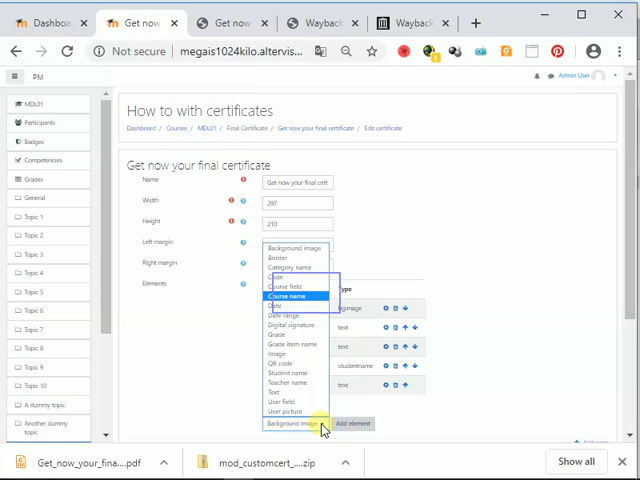 Dashboa
Get now
Get now
Wayback
Wayback
Not secure megais1024kilo.altervis
PM
Admin User
MDL01
Participants
Badges
Competencies
Grades
General
Topic 1
Topic 2
Topic 3
Topic 4
Topic 5
Topic 6
Topic 7
Topic 8
Topic 9
Topic 10
A dummy topic
Another dummy
topic
How to with certificates
Dashboard / Courses / MDL01 / Final Certificate / Get now your final certificate / Edit certificate
Get now your final certificate
Name Get now your final cert
Width 297
Height 210
Left margin
Right margin
Elements
Background image
Border
Category name
Code
Course field
Course name
Date
Date range
Digital signature
Grade
Grade item name
Image
QR code
Student name
Teacher name
Text
User field
User picture
Type
bgimage
text
text
studentname
text
Background image Add element
Add page
Get_now_your_fina....pdf
mod_customcert_....zip
Show all